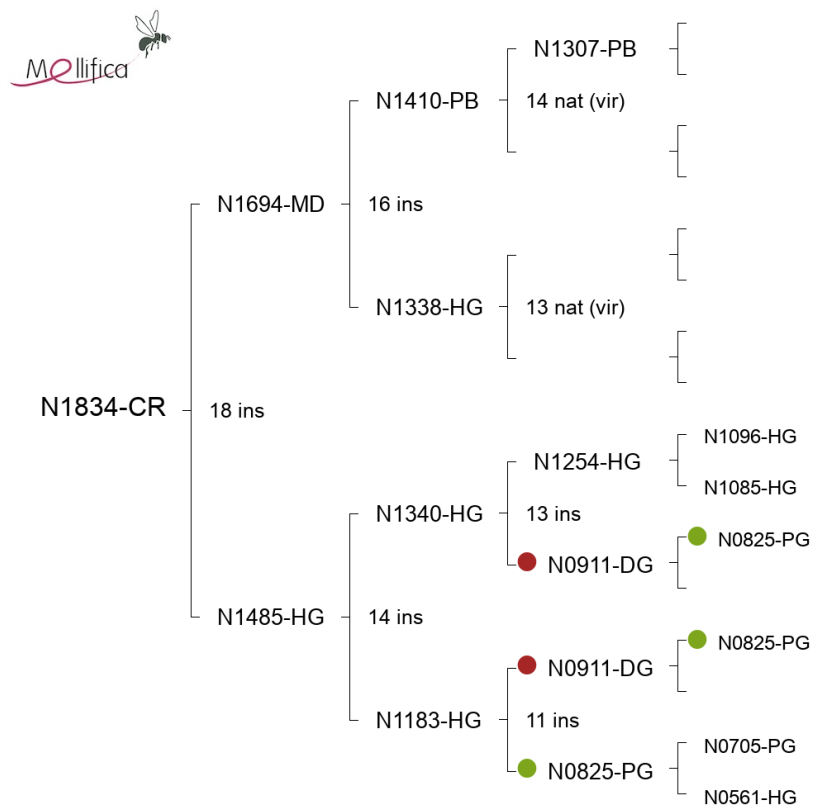 Mellifica
N1307-PB
N1410-PB
14 nat (vir)
N1694-MD
16 ins
N1338-HG
13 nat (vir)
N1834-CR
18 ins
N1096-HG
N1254-HG
N1085-HG
N1340-HG
13 ins
N0825-PG
N0911-DG
N1485-HG
14 ins
N0825-PG
N0911-DG
N1183-HG
11 ins
N0705-PG
N0825-PG
N0561-HG